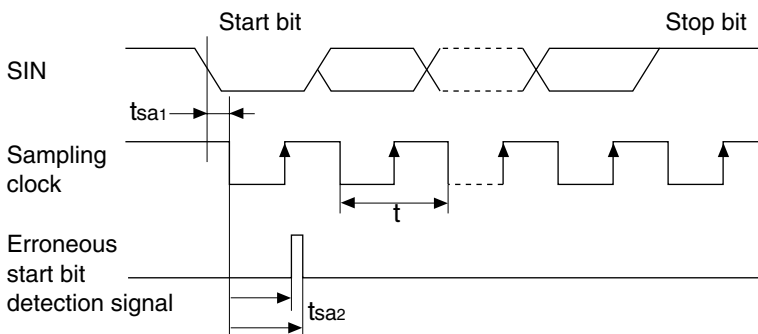 Start bit
Stop bit
SIN
tsa1
Sampling
clock
t
Erroneous
start bit
detection signal
tsa2